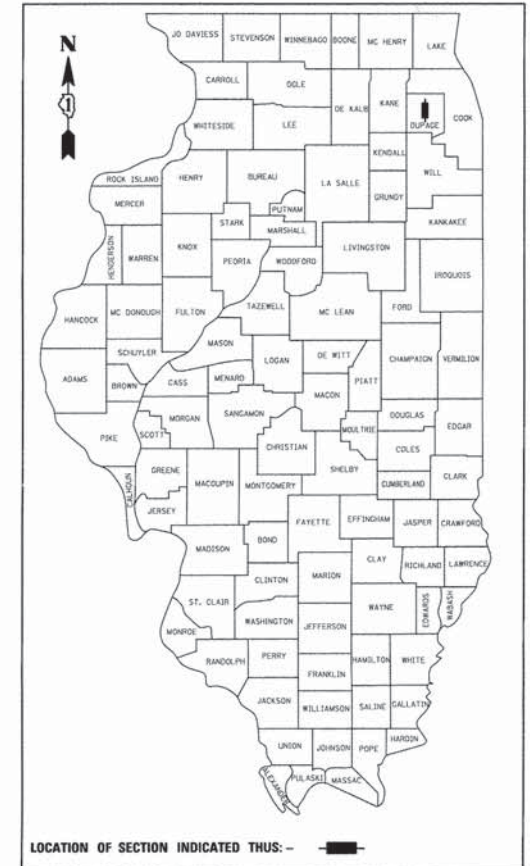 JO DAVIESS
STEVENSON
WINNEBAGO
BOONE
MC HENRY
LAKE
N
CARROLL
OGLE
DE KALB
KANE
COOK
1
WHITESIDE
LEE
DUPAGE
KENDALL
WILL
ROCK ISLAND
HENRY
BUREAU
LA SALLE
GRUNDY
MERCER
PUTNAM
KANKAKEE
STARK
MARSHALL
HENDERSON
WARREN
KNOX
PEORIA
WOODFORD
LIVINGSTON
IROQUOIS
HANCOCK
MC DONOUGH
FULTON
TAZEWELL
MC LEAN
FORD
SCHUYLER
MASON
LOGAN
DE WITT
CHAMPAIGN
VERMILION
ADAMS
BROWN
CASS
MENARD
PIATT
MACON
PIKE
SCOTT
MORGAN
SANGAMON
CHRISTIAN
MOULTRIE
DOUGLAS
EDGAR
COLES
CALHOUN
GREENE
MACOUPIN
MONTGOMERY
SHELBY
CUMBERLAND
CLARK
JERSEY
FAYETTE
EFFINGHAM
JASPER
CRAWFORD
MADISON
BOND
CLAY
RICHLAND
LAWRENCE
CLINTON
MARION
ST. CLAIR
WAYNE
EDWARDS
WABASH
MONROE
WASHINGTON
JEFFERSON
RANDOLPH
PERRY
HAMILTON
WHITE
FRANKLIN
JACKSON
WILLIAMSON
SALINE
GALLATIN
HARDIN
UNION
JOHNSON
POPE
ALEXANDER
PULASKI
MASSAC
LOCATION OF SECTION INDICATED THUS: -